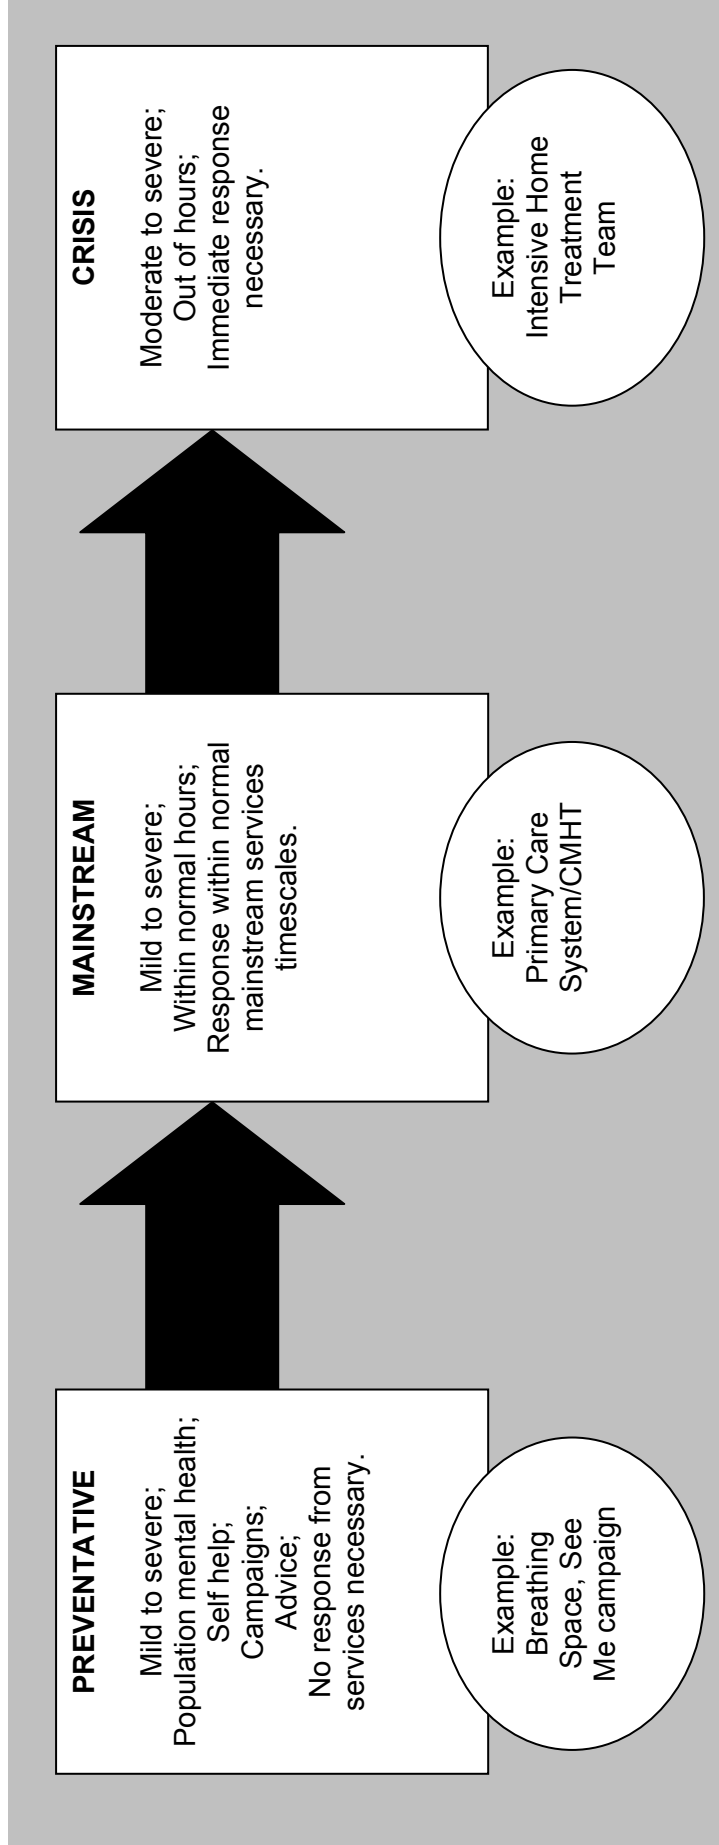 PREVENTATIVE
Mild to severe;
Population mental health;
Self help;
Campaigns;
Advice;
No response from
services necessary.
Example:
Breathing
Space, See
Me campaign
MAINSTREAM
Mild to severe;
Within normal hours;
Response within normal
mainstream services
timescales.
Example:
Primary Care
System/CMHT
CRISIS
Moderate to severe;
Out of hours;
Immediate response
necessary.
Example:
Intensive Home
Treatment
Team